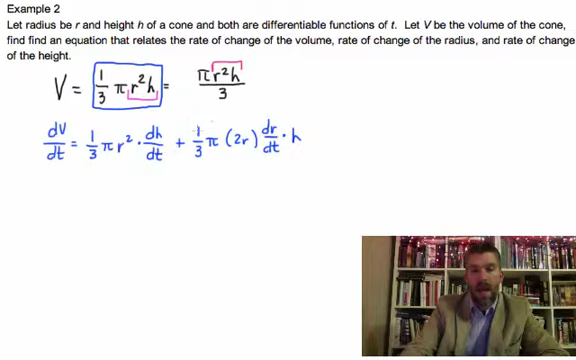 Example 2
Let radius be r and height h of a cone and both are differentiable functions of t. Let V be the volume of the cone,
find find an equation that relates the rate of change of the volume, rate of change of the radius, and rate of change
of the height.
V = 1/3 πr²h = πr²h/3
dV/dt = 1/3 πr² · dh/dt + 1/3 π (2r) dr/dt · h